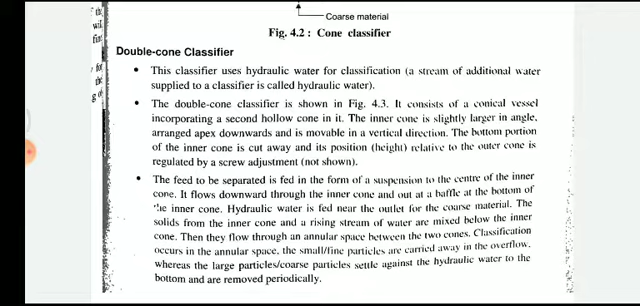 Coarse material
Fig. 4.2 : Cone classifier
Double-cone Classifier
• This classifier uses hydraulic water for classification (a stream of additional water
supplied to a classifier is called hydraulic water).
• The double-cone classifier is shown in Fig. 4.3. It consists of a conical vessel
incorporating a second hollow cone in it. The inner cone is slightly larger in angle,
arranged apex downwards and is movable in a vertical direction. The bottom portion
of the inner cone is cut away and its position (height) relative to the outer cone is
regulated by a screw adjustment (not shown).
• The feed to be separated is fed in the form of a suspension to the centre of the inner
cone. It flows downward through the inner cone and out at a baffle at the bottom of
the inner cone. Hydraulic water is fed near the outlet for the coarse material. The
solids from the inner cone and a rising stream of water are mixed below the inner
cone. Then they flow through an annular space between the two cones. Classification
occurs in the annular space, the small/fine particles are carried away in the overflow,
whereas the large particles/coarse particles settle against the hydraulic water to the
bottom and are removed periodically.